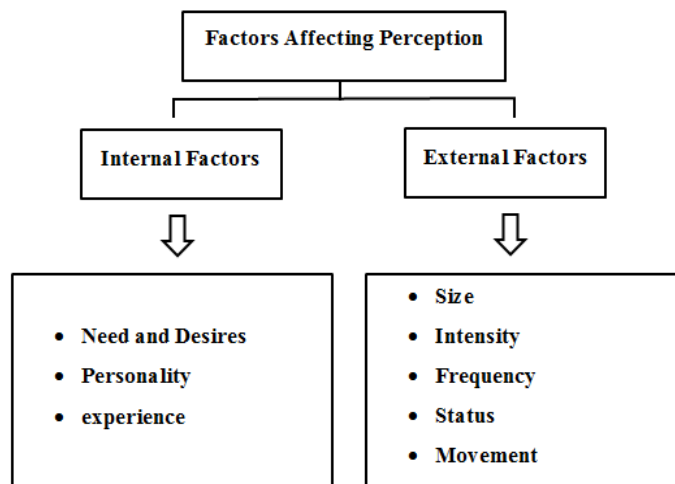 Factors Affecting Perception
Internal Factors
External Factors
• Need and Desires
• Personality
• experience
• Size
• Intensity
• Frequency
• Status
• Movement